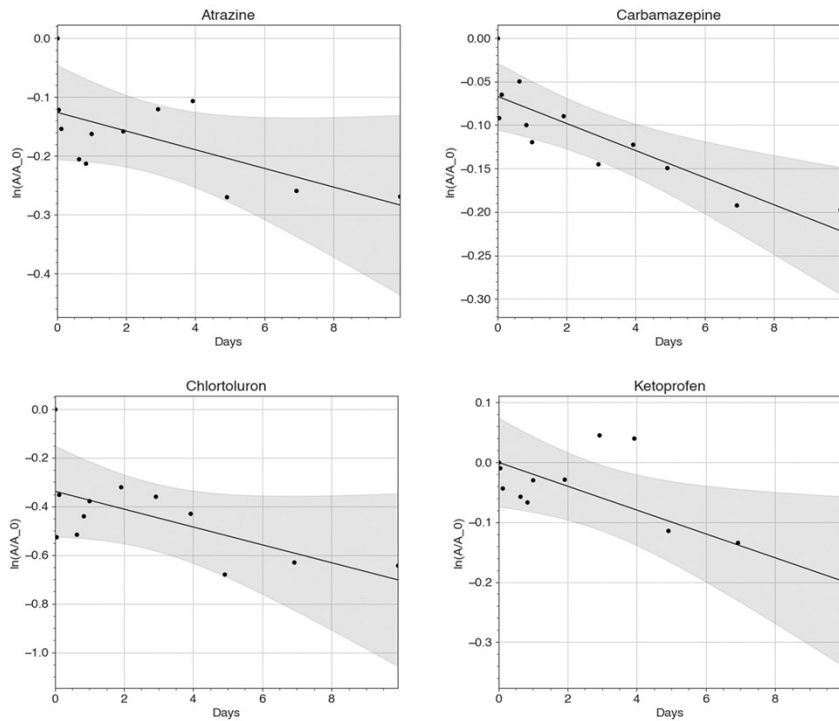 Atrazine
ln(A/A_0)
0.0
−0.1
−0.2
−0.3
−0.4
0 2 4 6 8
Days
Carbamazepine
ln(A/A_0)
0.00
−0.05
−0.10
−0.15
−0.20
−0.25
−0.30
0 2 4 6 8
Days
Chlortoluron
ln(A/A_0)
0.0
−0.2
−0.4
−0.6
−0.8
−1.0
0 2 4 6 8
Days
Ketoprofen
ln(A/A_0)
0.1
0.0
−0.1
−0.2
−0.3
0 2 4 6 8
Days